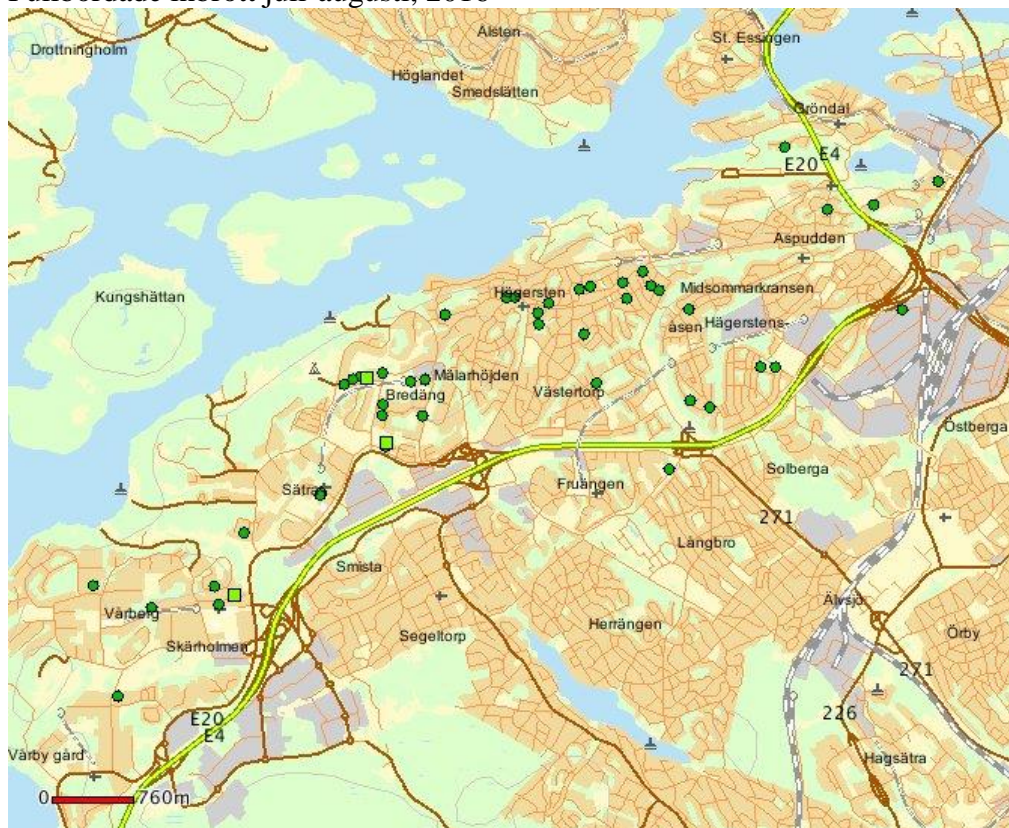 Drottningholm
Ålsten
St. Essingen
Höglandet
Smedslätten
Gröndal
E20
E4
Aspudden
Kungshättan
Hägersten
Midsommarkransen
Hägerstens-
åsen
Mälarhöjden
Bredäng
Västertorp
Östberga
Solberga
Sätra
Fruängen
271
Långbro
Smista
Älvsjö
Vårberg
Segeltorp
Herrängen
Örby
Skärholmen
271
226
E20
E4
Vårby gård
Hagsätra
0
760m